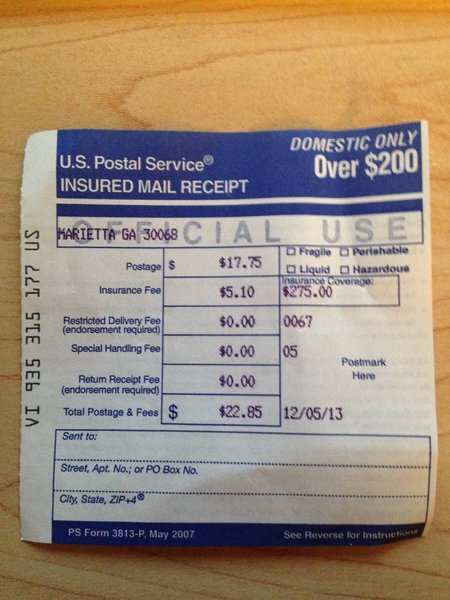 DOMESTIC ONLY
Over $200
U.S. Postal Service®
INSURED MAIL RECEIPT
OFFICIAL USE
MARIETTA GA 30068
Fragile Perishable
Liquid Hazardous
Postage $ $17.75
Insurance Coverage:
Insurance Fee $5.10 $275.00
Restricted Delivery Fee
(endorsement required) $0.00 0067
Special Handling Fee $0.00 05
Postmark
Here
Return Receipt Fee
(endorsement required) $0.00
Total Postage & Fees $ $22.85 12/05/13
Sent to:
Street, Apt. No.; or PO Box No.
City, State, ZIP+4®
PS Form 3813-P, May 2007 See Reverse for Instructions
VI 935 315 177 US